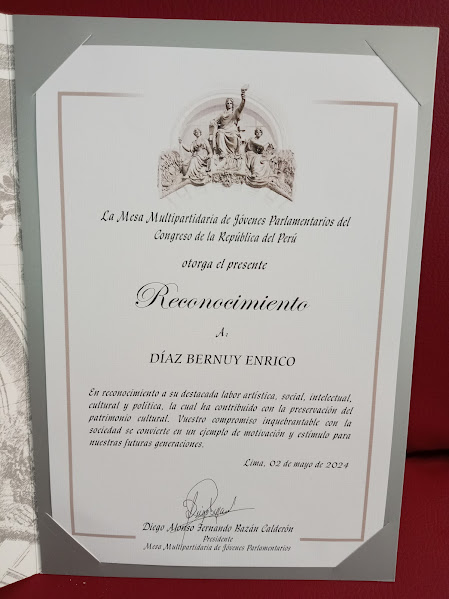 La Mesa Multipartidaria de Jóvenes Parlamentarios del
Congreso de la República del Perú
otorga el presente
Reconocimiento
A:
DÍAZ BERNUY ENRICO
En reconocimiento a su destacada labor artística, social, intelectual,
cultural y política, la cual ha contribuido con la preservación del
patrimonio cultural. Vuestro compromiso inquebrantable con la
sociedad se convierte en un ejemplo de motivación y estímulo para
nuestras futuras generaciones.
Lima, 02 de mayo de 2024
Diego Alonso Fernando Bazán Calderón
Presidente
Mesa Multipartidaria de Jóvenes Parlamentarios